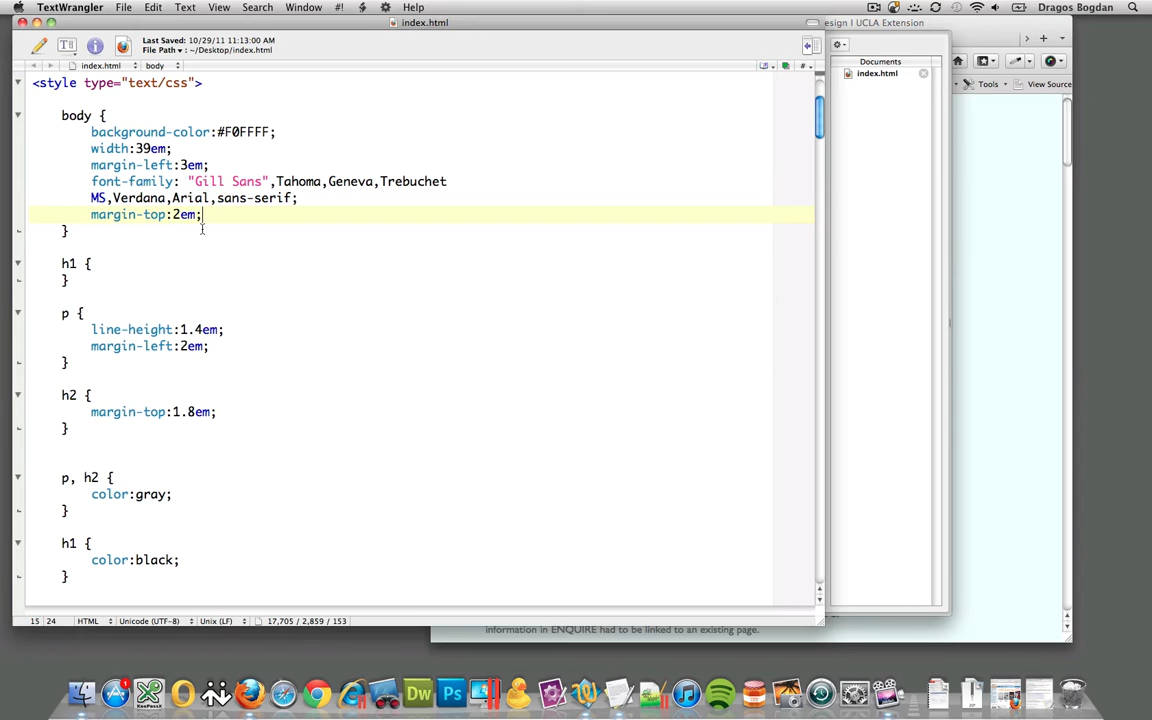 TextWrangler File Edit Text View Search Window #! Help Dragos Bogdan
index.html
esign I UCLA Extension
Last Saved: 10/29/11 11:13:00 AM
File Path ▾ : ~/Desktop/index.html
index.html body
Documents
index.html
Tools View Source
<style type="text/css">
body {
background-color:#F0FFFF;
width:39em;
margin-left:3em;
font-family: "Gill Sans",Tahoma,Geneva,Trebuchet
MS,Verdana,Arial,sans-serif;
margin-top:2em;
}
h1 {
}
p {
line-height:1.4em;
margin-left:2em;
}
h2 {
margin-top:1.8em;
}
p, h2 {
color:gray;
}
h1 {
color:black;
}
15 24 HTML Unicode (UTF-8) Unix (LF) 17,705 / 2,859 / 153
information in ENQUIRE had to be linked to an existing page.
Dw Ps